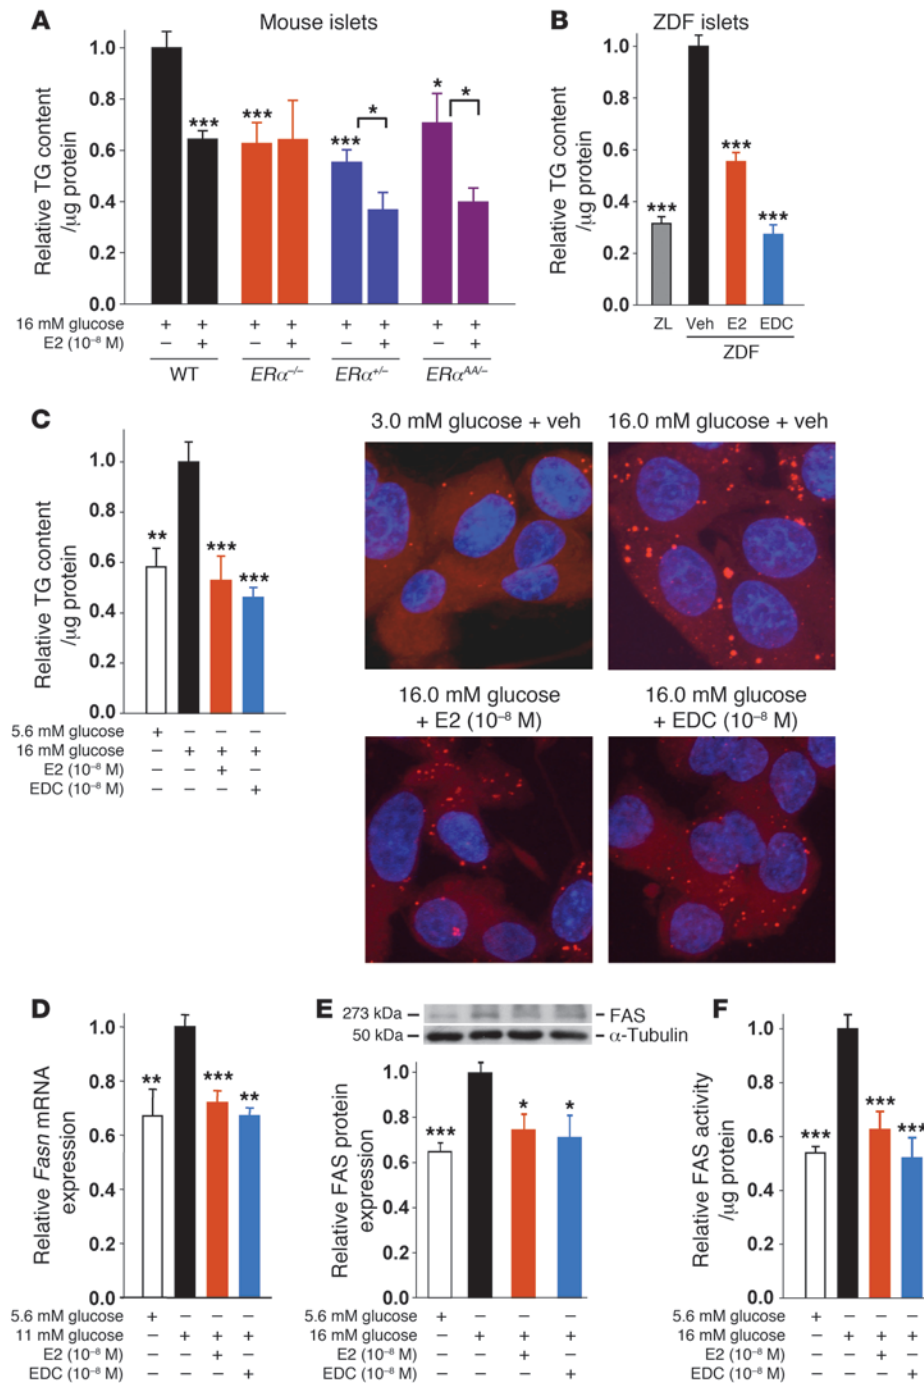 A Mouse islets
Relative TG content
/μg protein
1.0
0.8
0.6
0.4
0.2
0.0
***
***
***
*
*
*
16 mM glucose + + + + + + + +
E2 (10⁻⁸ M) – + – + – + – +
WT ERα⁻/⁻ ERα⁺/⁻ ERαᴬᴬ/⁻
B ZDF islets
Relative TG content
/μg protein
1.0
0.8
0.6
0.4
0.2
0.0
***
***
***
ZL Veh E2 EDC
ZDF
C
Relative TG content
/μg protein
1.0
0.8
0.6
0.4
0.2
0.0
**
***
***
5.6 mM glucose + – – –
16 mM glucose – + + +
E2 (10⁻⁸ M) – – + –
EDC (10⁻⁸ M) – – – +
3.0 mM glucose + veh
16.0 mM glucose + veh
16.0 mM glucose
+ E2 (10⁻⁸ M)
16.0 mM glucose
+ EDC (10⁻⁸ M)
D
Relative Fasn mRNA
expression
1.0
0.8
0.6
0.4
0.2
0.0
**
***
**
5.6 mM glucose + – – –
11 mM glucose – + + +
E2 (10⁻⁸ M) – – + –
EDC (10⁻⁸ M) – – – +
E
273 kDa – – FAS
50 kDa – – α-Tubulin
Relative FAS protein
expression
1.0
0.8
0.6
0.4
0.2
0.0
***
*
*
5.6 mM glucose + – – –
16 mM glucose – + + +
E2 (10⁻⁸ M) – – + –
EDC (10⁻⁸ M) – – – +
F
Relative FAS activity
/μg protein
1.0
0.8
0.6
0.4
0.2
0.0
***
***
***
5.6 mM glucose + – – –
16 mM glucose – + + +
E2 (10⁻⁸ M) – – + –
EDC (10⁻⁸ M) – – – +